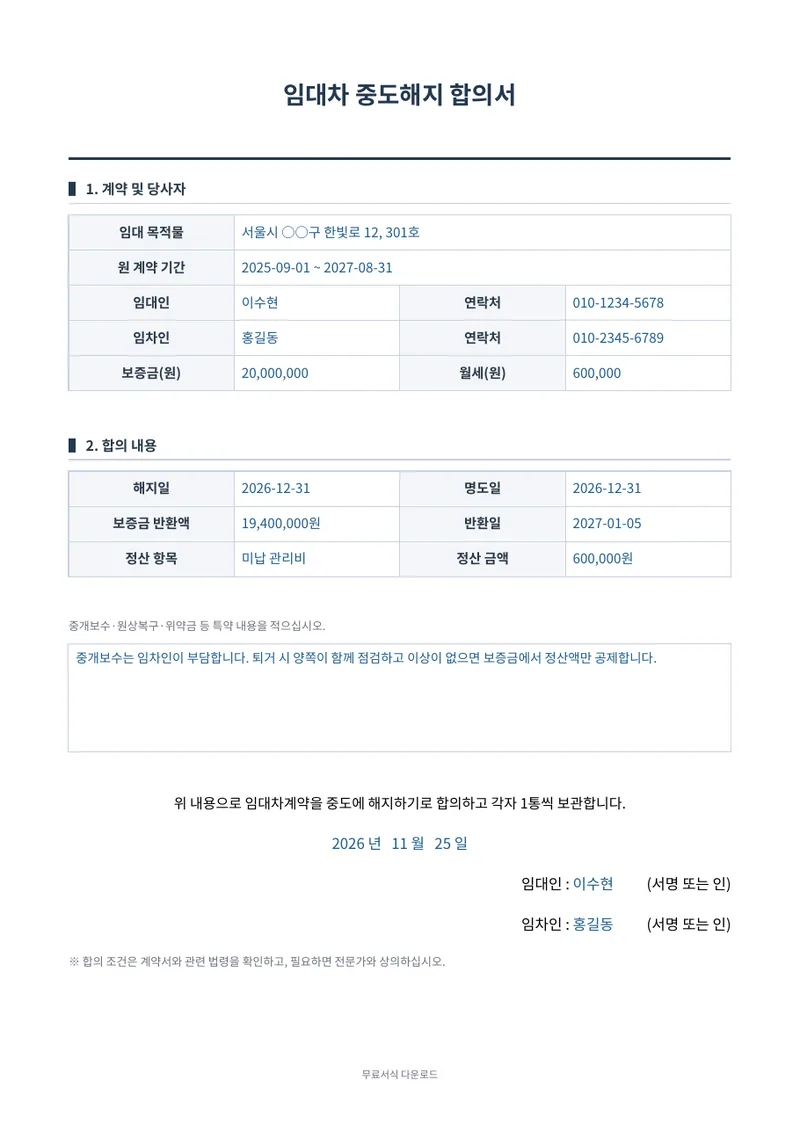 임대차 중도해지 합의서
1. 계약 및 당사자
임대 목적물 서울시 〇〇구 한빛로 12, 301호
원 계약 기간 2025-09-01 ~ 2027-08-31
임대인 이수현 연락처 010-1234-5678
임차인 홍길동 연락처 010-2345-6789
보증금(원) 20,000,000 월세(원) 600,000
2. 합의 내용
해지일 2026-12-31 명도일 2026-12-31
보증금 반환액 19,400,000원 반환일 2027-01-05
정산 항목 미납 관리비 정산 금액 600,000원
중개보수·원상복구·위약금 등 특약 내용을 적으십시오.
중개보수는 임차인이 부담합니다. 퇴거 시 양쪽이 함께 점검하고 이상이 없으면 보증금에서 정산액만 공제합니다.
위 내용으로 임대차계약을 중도에 해지하기로 합의하고 각자 1통씩 보관합니다.
2026 년 11 월 25 일
임대인 : 이수현 (서명 또는 인)
임차인 : 홍길동 (서명 또는 인)
※ 합의 조건은 계약서와 관련 법령을 확인하고, 필요하면 전문가와 상의하십시오.
무료서식 다운로드